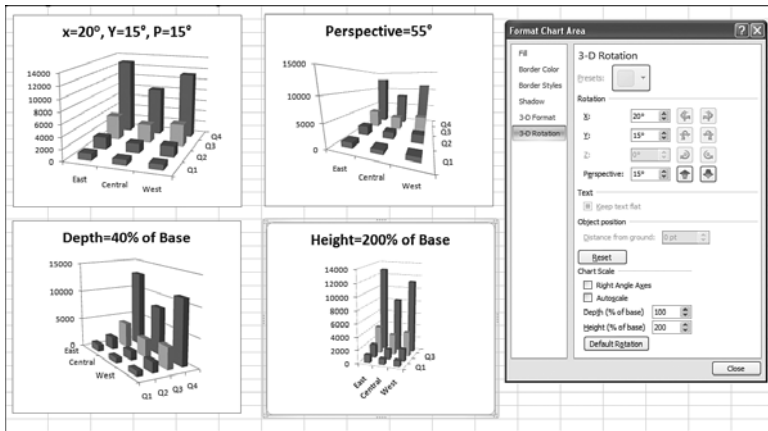 x=20°, Y=15°, P=15°
14000
12000
10000
8000
6000
4000
2000
0
East
Central
West
Q1
Q2
Q3
Q4
Perspective=55°
15000
10000
5000
0
East
Central
West
Q1
Q2
Q3
Q4
Depth=40% of Base
15000
10000
5000
0
East
Central
West
Q1 Q2 Q3 Q4
Height=200% of Base
14000
12000
10000
8000
6000
4000
2000
0
East
Central
West
Q1
Q3
Format Chart Area
Fill
Border Color
Border Styles
Shadow
3-D Format
3-D Rotation
3-D Rotation
Presets:
Rotation
X: 20°
Y: 15°
Z: 0°
Perspective: 15°
Text
Keep text flat
Object position
Distance from ground: 0 pt
Reset
Chart Scale
Right Angle Axes
Autoscale
Depth (% of base) 100
Height (% of base) 200
Default Rotation
Close